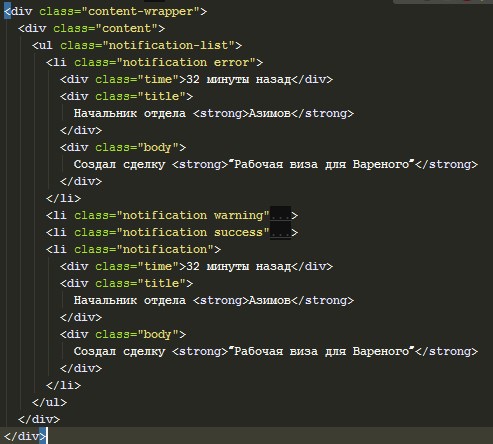 <div class="content-wrapper">
<div class="content">
<ul class="notification-list">
<li class="notification error">
<div class="time">32 минуты назад</div>
<div class="title">
Начальник отдела <strong>Азимов</strong>
</div>
<div class="body">
Создал сделку <strong>"Рабочая виза для Вареного"</strong>
</div>
</li>
<li class="notification warning"...>
<li class="notification success"...>
<li class="notification">
<div class="time">32 минуты назад</div>
<div class="title">
Начальник отдела <strong>Азимов</strong>
</div>
<div class="body">
Создал сделку <strong>"Рабочая виза для Вареного"</strong>
</div>
</li>
</ul>
</div>
</div>